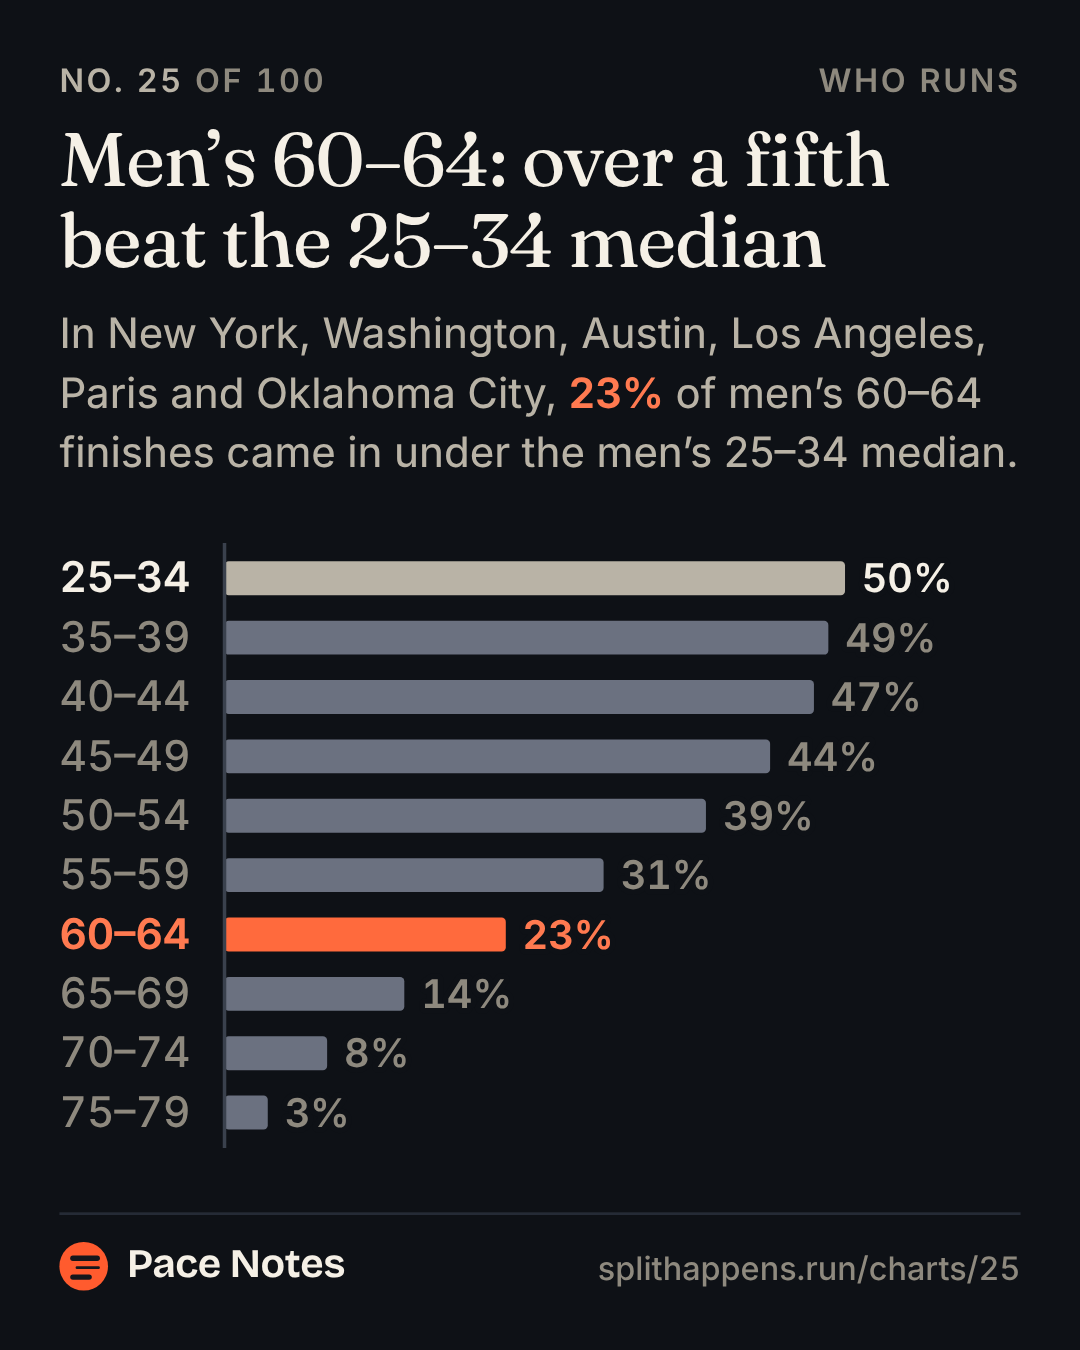 NO. 25 OF 100
WHO RUNS
Men’s 60–64: over a fifth
beat the 25–34 median
In New York, Washington, Austin, Los Angeles,
Paris and Oklahoma City, 23% of men’s 60–64
finishes came in under the men’s 25–34 median.
25–34 50%
35–39 49%
40–44 47%
45–49 44%
50–54 39%
55–59 31%
60–64 23%
65–69 14%
70–74 8%
75–79 3%
Pace Notes
splithappens.run/charts/25